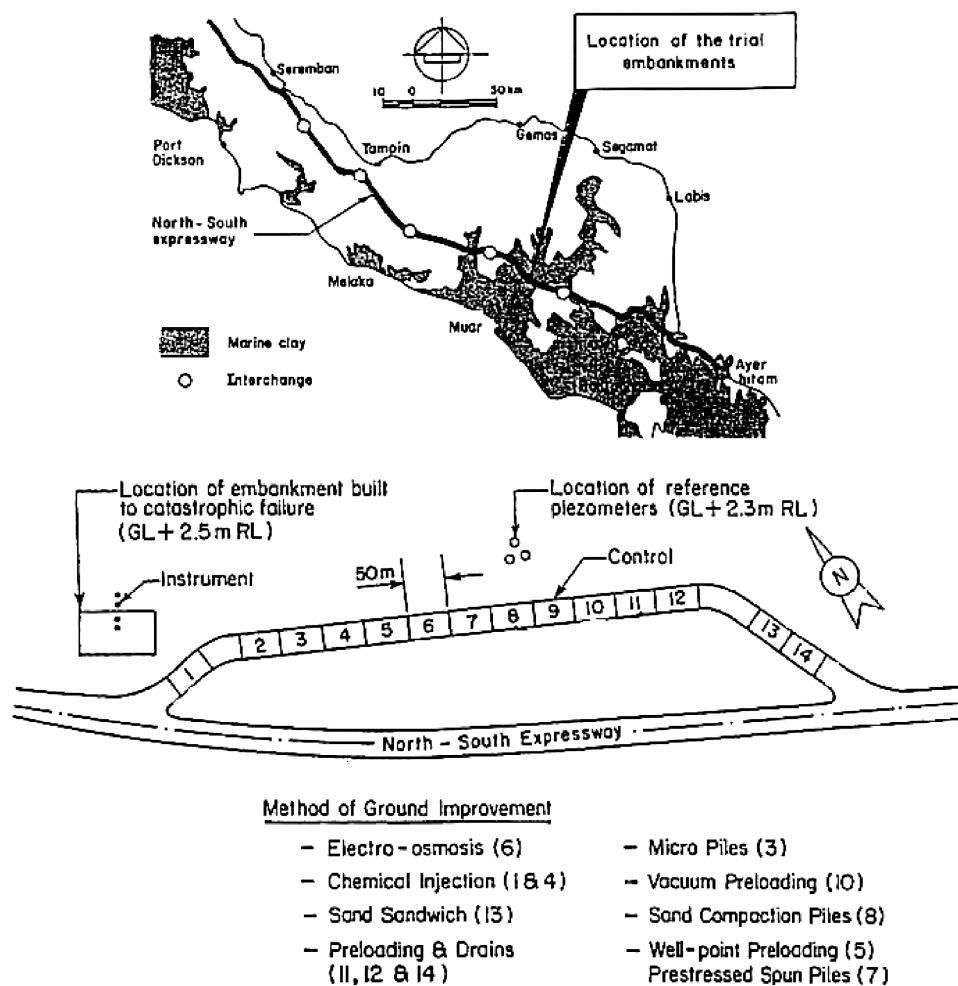 Location of the trial
embankments
Seremban
10 0 30 km
Port
Dickson
Tampin
Gemas
Segamat
Labis
North-South
expressway
Melaka
Muar
Marine clay
Interchange
Ayer
hitam
Location of embankment built
to catastrophic failure
(GL+2.5m RL)
Location of reference
piezometers (GL+2.3m RL)
Instrument
50m
Control
N
1 2 3 4 5 6 7 8 9 10 11 12 13 14
North - South Expressway
Method of Ground Improvement
- Electro-osmosis (6)
- Chemical Injection (1&4)
- Sand Sandwich (13)
- Preloading & Drains
(11, 12 & 14)
- Micro Piles (3)
- Vacuum Preloading (10)
- Sand Compaction Piles (8)
- Well-point Preloading (5)
Prestressed Spun Piles (7)